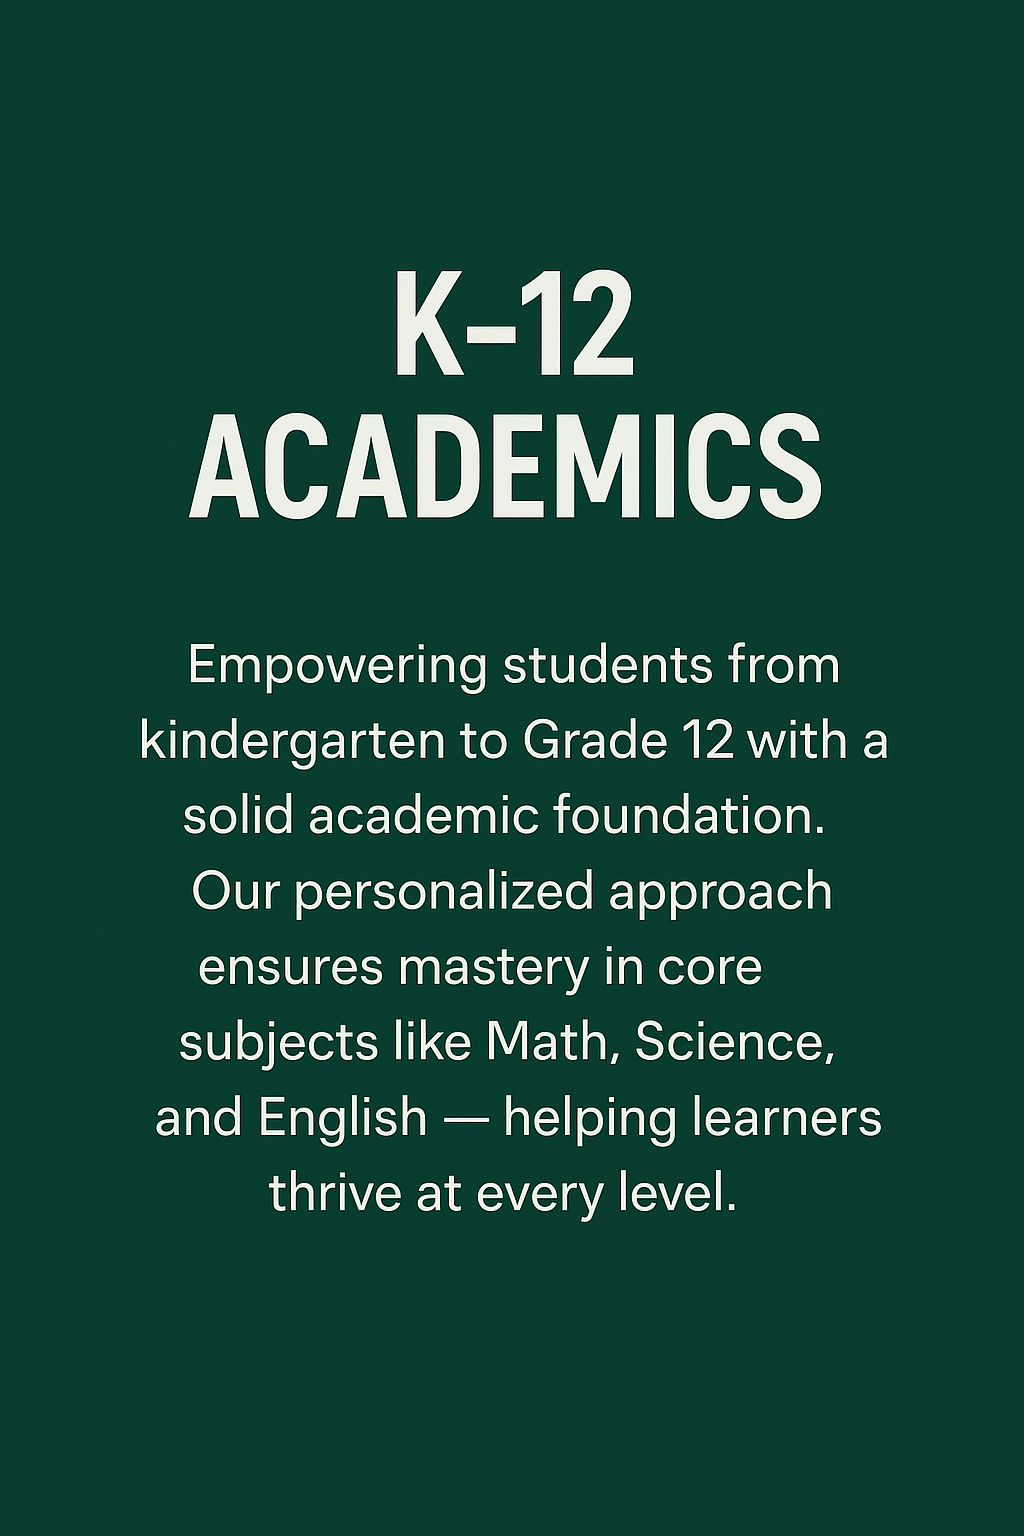 K–12
ACADEMICS
Empowering students from
kindergarten to Grade 12 with a
solid academic foundation.
Our personalized approach
ensures mastery in core
subjects like Math, Science,
and English — helping learners
thrive at every level.